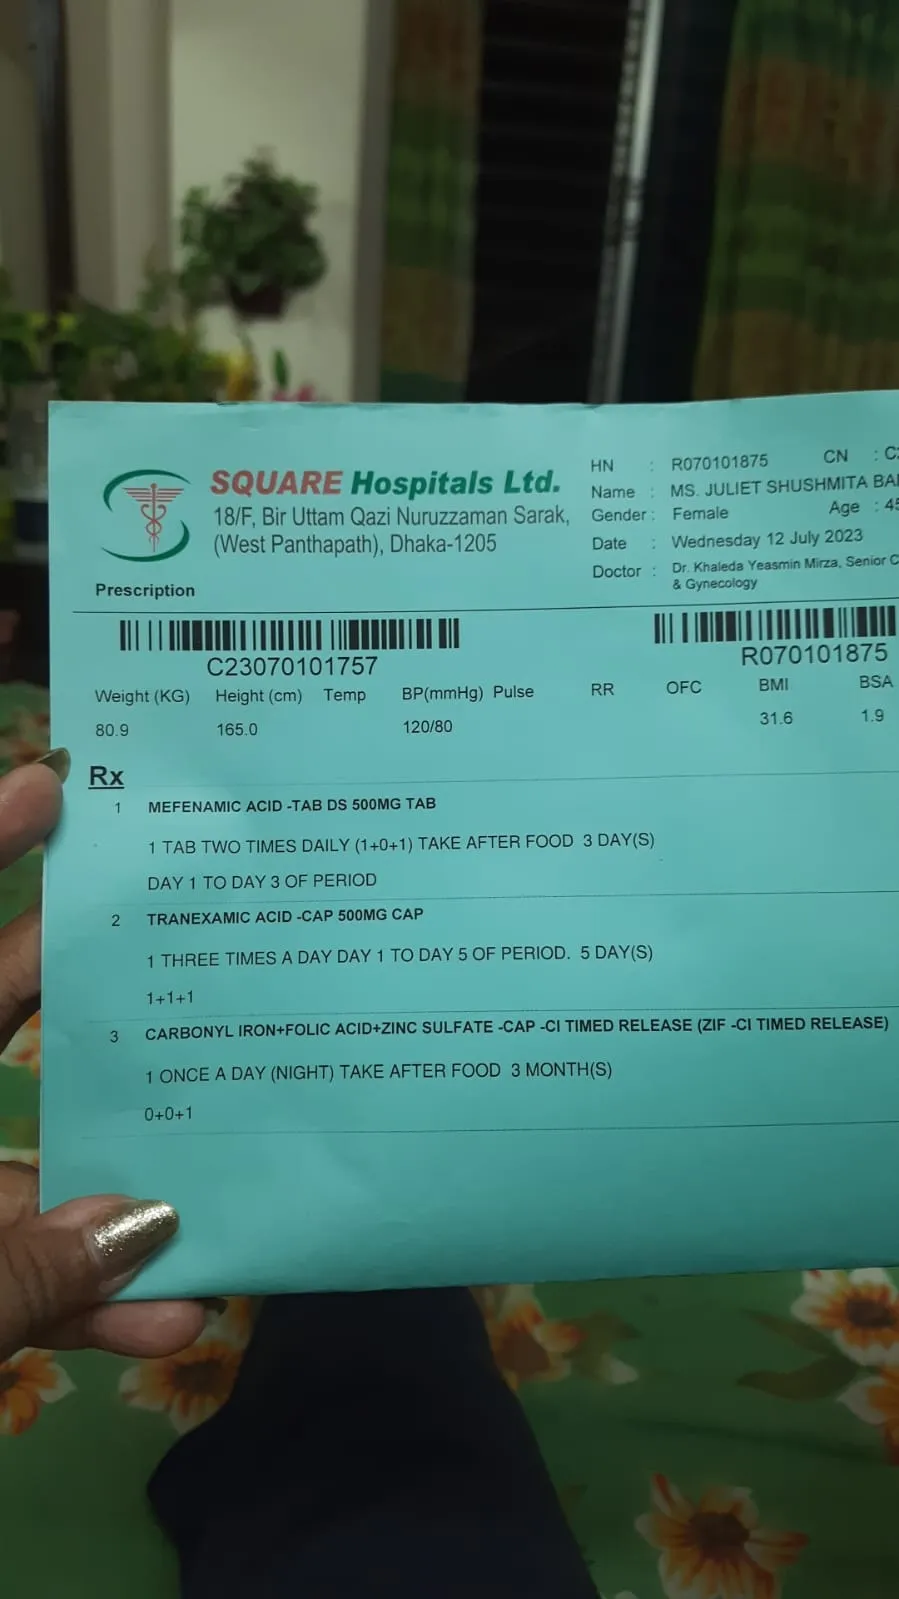 SQUARE Hospitals Ltd.
18/F, Bir Uttam Qazi Nuruzzaman Sarak,
(West Panthapath), Dhaka-1205
Prescription
HN : R070101875 CN :
Name : MS. JULIET SHUSHMITA
Gender : Female Age :
Date : Wednesday 12 July 2023
Doctor : Dr. Khaleda Yeasmin Mirza, Senior
& Gynecology
C23070101757
R070101875
Weight (KG) Height (cm) Temp BP(mmHg) Pulse RR OFC BMI BSA
80.9 165.0 120/80 31.6 1.9
Rx
1 MEFENAMIC ACID -TAB DS 500MG TAB
1 TAB TWO TIMES DAILY (1+0+1) TAKE AFTER FOOD 3 DAY(S)
DAY 1 TO DAY 3 OF PERIOD
2 TRANEXAMIC ACID -CAP 500MG CAP
1 THREE TIMES A DAY DAY 1 TO DAY 5 OF PERIOD. 5 DAY(S)
1+1+1
3 CARBONYL IRON+FOLIC ACID+ZINC SULFATE -CAP -CI TIMED RELEASE (ZIF -CI TIMED RELEASE)
1 ONCE A DAY (NIGHT) TAKE AFTER FOOD 3 MONTH(S)
0+0+1